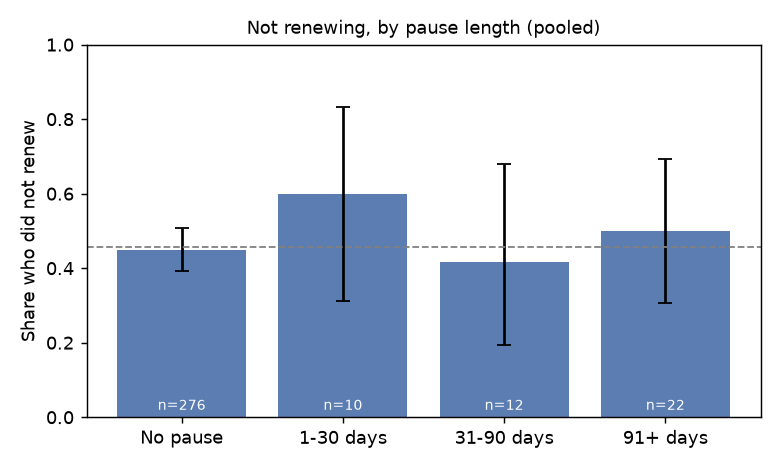 Not renewing, by pause length (pooled)
Share who did not renew
1.0
0.8
0.6
0.4
0.2
0.0
n=276
n=10
n=12
n=22
No pause
1-30 days
31-90 days
91+ days